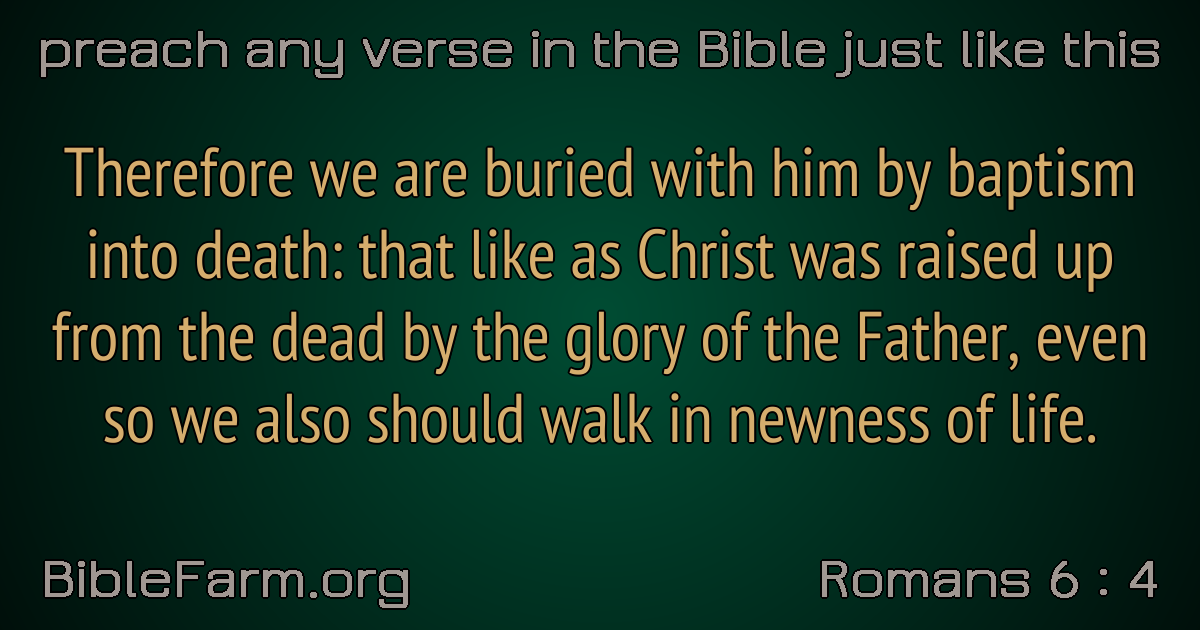 preach any verse in the Bible just like this
Therefore we are buried with him by baptism
into death: that like as Christ was raised up
from the dead by the glory of the Father, even
so we also should walk in newness of life.
BibleFarm.org
Romans 6 : 4